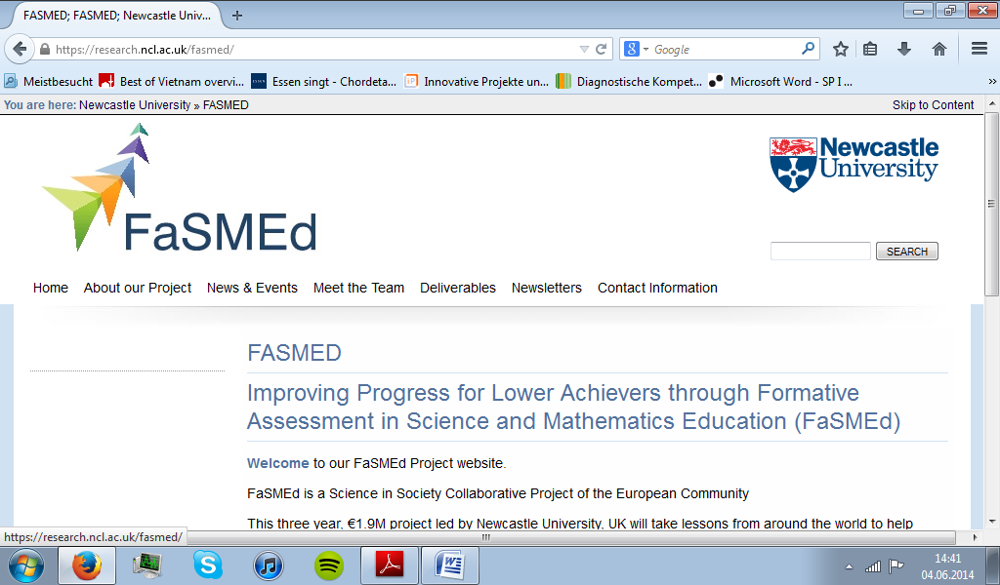 FASMED; FASMED; Newcastle Univ...
https://research.ncl.ac.uk/fasmed/
Google
Meistbesucht Best of Vietnam overvi... Essen singt - Chordeta... Innovative Projekte un... Diagnostische Kompet... Microsoft Word - SP I ...
You are here: Newcastle University » FASMED
Skip to Content
FaSMEd
Newcastle
University
SEARCH
Home About our Project News & Events Meet the Team Deliverables Newsletters Contact Information
FASMED
Improving Progress for Lower Achievers through Formative
Assessment in Science and Mathematics Education (FaSMEd)
Welcome to our FaSMEd Project website.
FaSMEd is a Science in Society Collaborative Project of the European Community
This three year, €1.9M project led by Newcastle University, UK will take lessons from around the world to help
https://research.ncl.ac.uk/fasmed/
14:41
04.06.2014